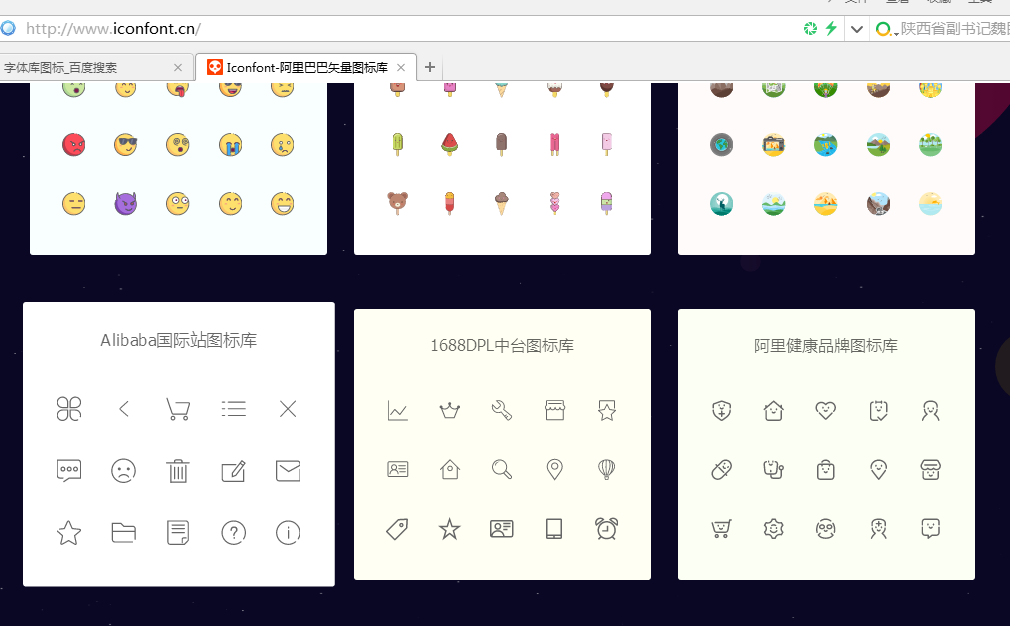 http://www.iconfont.cn/
陕西省副书记魏
字体库图标_百度搜索
Iconfont-阿里巴巴矢量图标库
Alibaba国际站图标库
1688DPL中台图标库
阿里健康品牌图标库